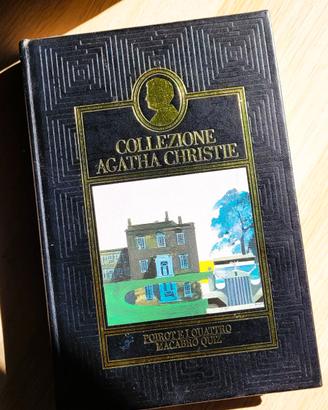 COLLEZIONE
AGATHA CHRISTIE
POIROT E I QUATTRO
MACABRO QUIZ